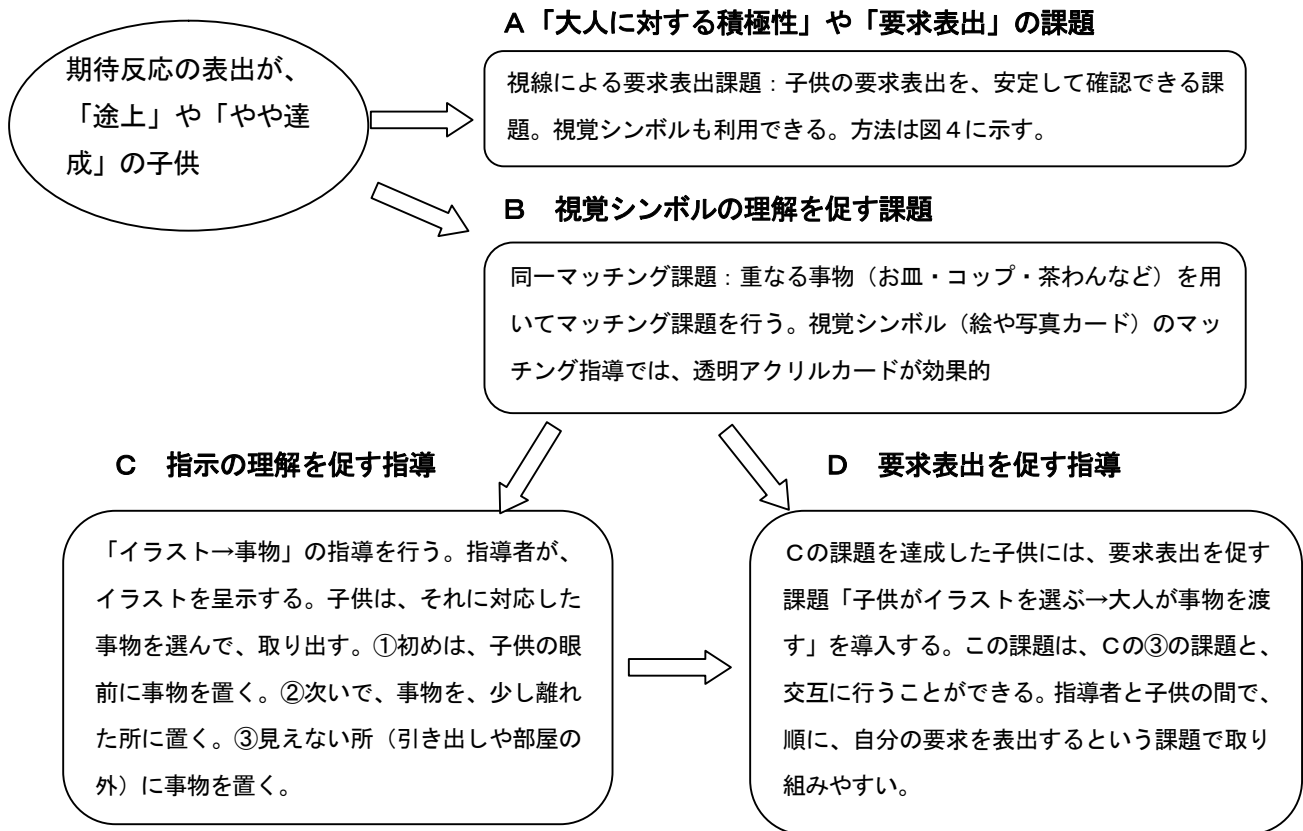 A「大人に対する積極性」や「要求表出」の課題
期待反応の表出が、
「途上」や「やや達
成」の子供
視線による要求表出課題：子供の要求表出を、安定して確認できる課
題。視覚シンボルも利用できる。方法は図４に示す。
B　視覚シンボルの理解を促す課題
同一マッチング課題：重なる事物（お皿・コップ・茶わんなど）を用
いてマッチング課題を行う。視覚シンボル（絵や写真カード）のマッ
チング指導では、透明アクリルカードが効果的
C　指示の理解を促す指導
「イラスト→事物」の指導を行う。指導者が、
イラストを呈示する。子供は、それに対応した
事物を選んで、取り出す。①初めは、子供の眼
前に事物を置く。②次いで、事物を、少し離れ
た所に置く。③見えない所（引き出しや部屋の
外）に事物を置く。
D　要求表出を促す指導
Cの課題を達成した子供には、要求表出を促す
課題「子供がイラストを選ぶ→大人が事物を渡
す」を導入する。この課題は、Cの③の課題と、
交互に行うことができる。指導者と子供の間で、
順に、自分の要求を表出するという課題で取り
組みやすい。